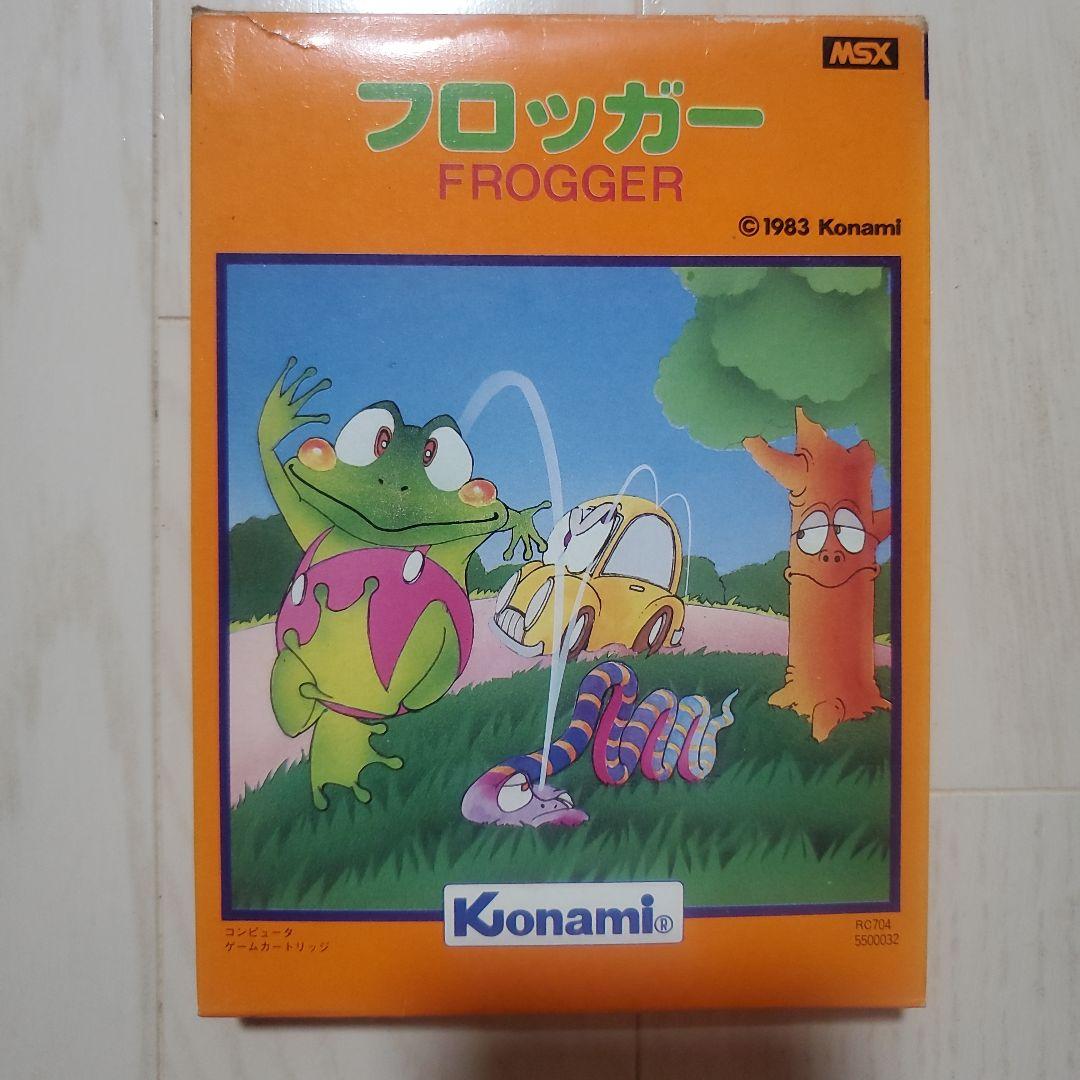 MSX
フロッガー
FROGGER
©1983 Konami
Konami®
コンピュータ
ゲームカートリッジ
RC704
5500032